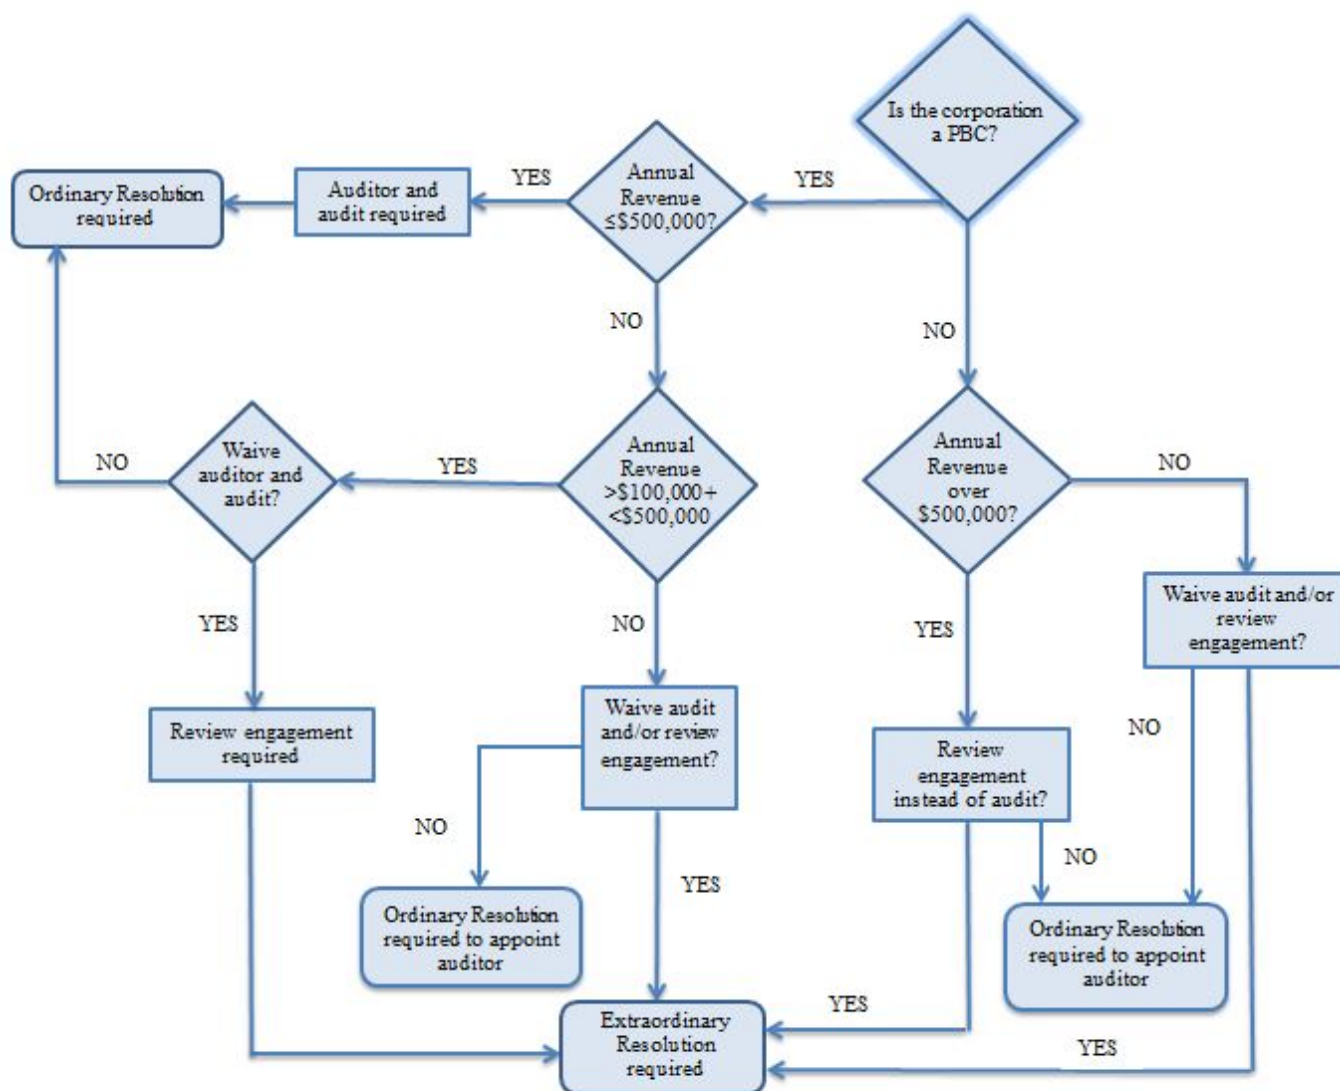 Is the corporation
a PBC?
YES
Annual
Revenue
≤$500,000?
YES
Auditor and
audit required
Ordinary Resolution
required
NO
NO
Annual
Revenue
>$100,000+
<$500,000
YES
Waive
auditor and
audit?
NO
Annual
Revenue
over
$500,000?
NO
YES
NO
YES
Waive audit and/or
review
engagement?
Review engagement
required
Waive audit
and/or review
engagement?
Review
engagement
instead of audit?
NO
NO
NO
YES
Ordinary Resolution
required to appoint
auditor
Ordinary Resolution
required to appoint
auditor
YES
Extraordinary
Resolution
required
YES